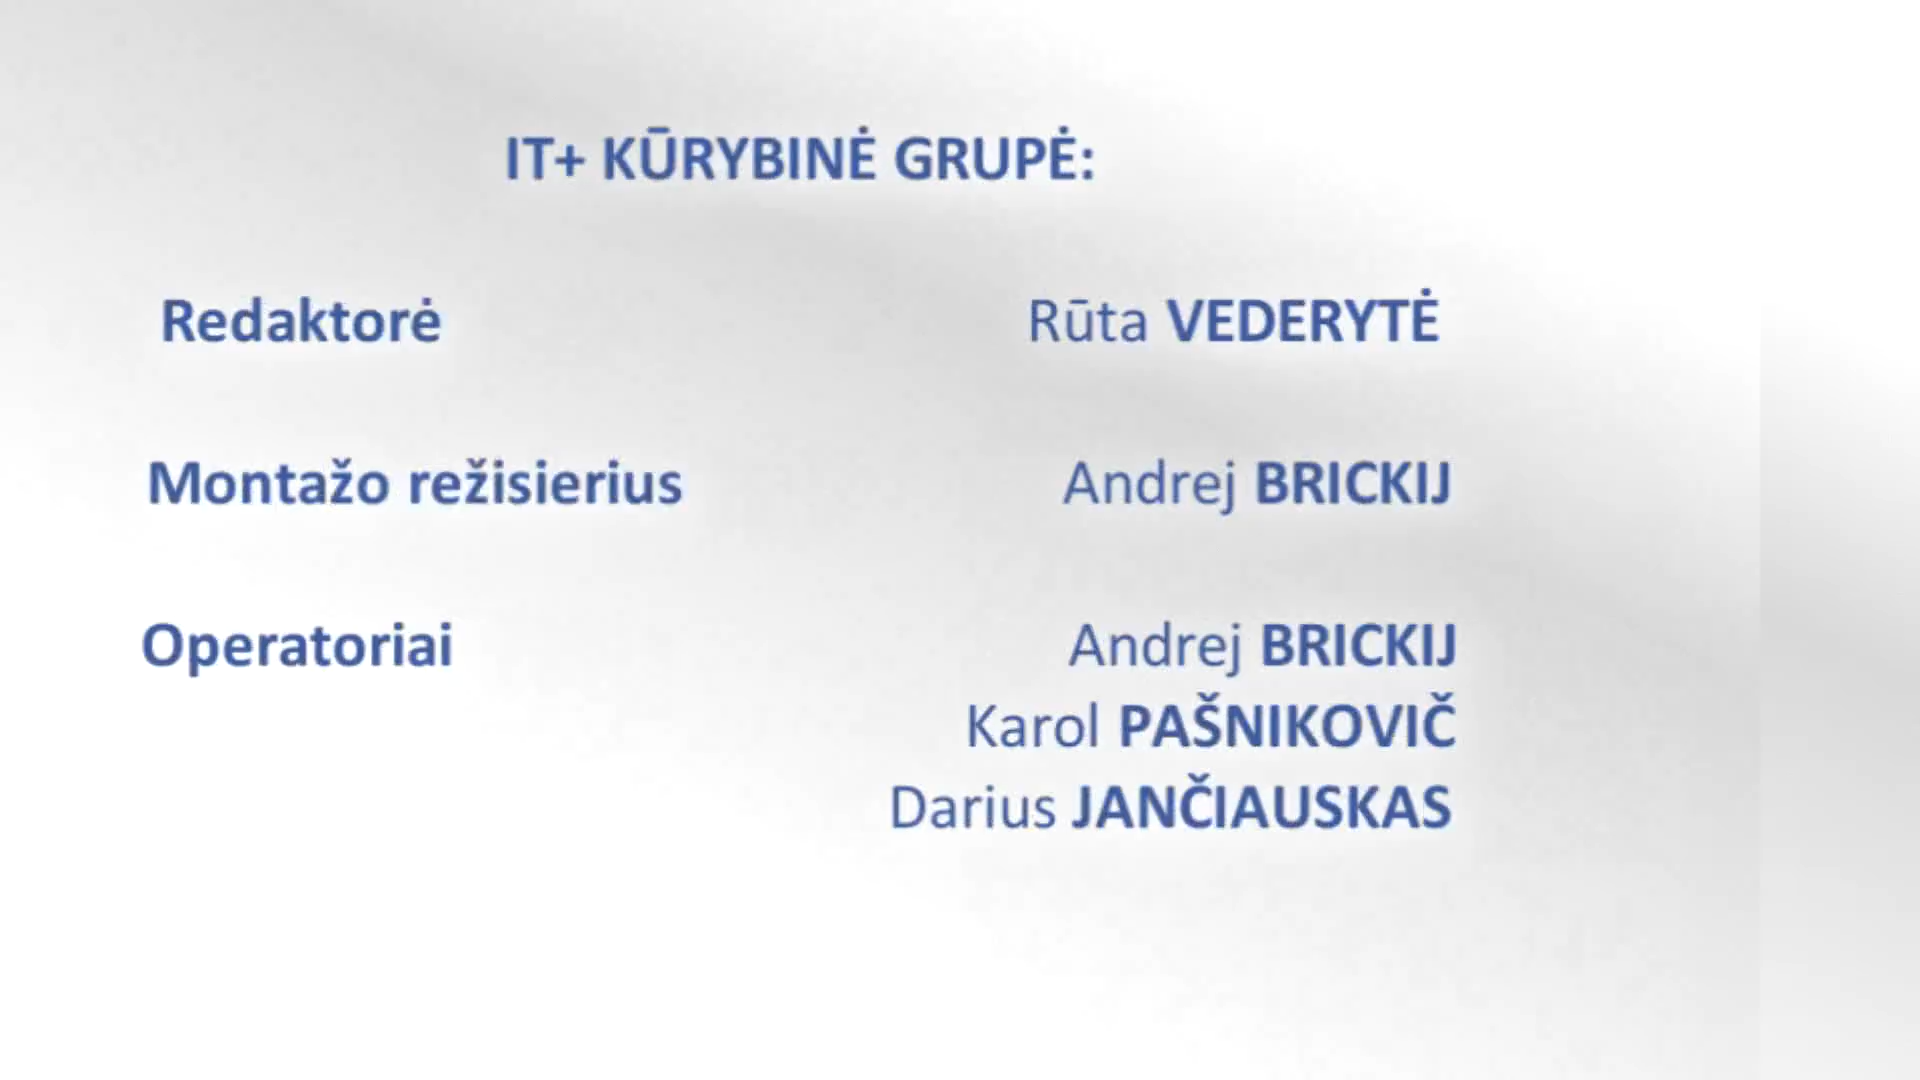 IT+ KŪRYBINĖ GRUPĖ:
Redaktorė Rūta VEDERYTĖ
Montažo režisierius Andrej BRICKIJ
Operatoriai Andrej BRICKIJ
Karol PAŠNIKOVIČ
Darius JANČIAUSKAS